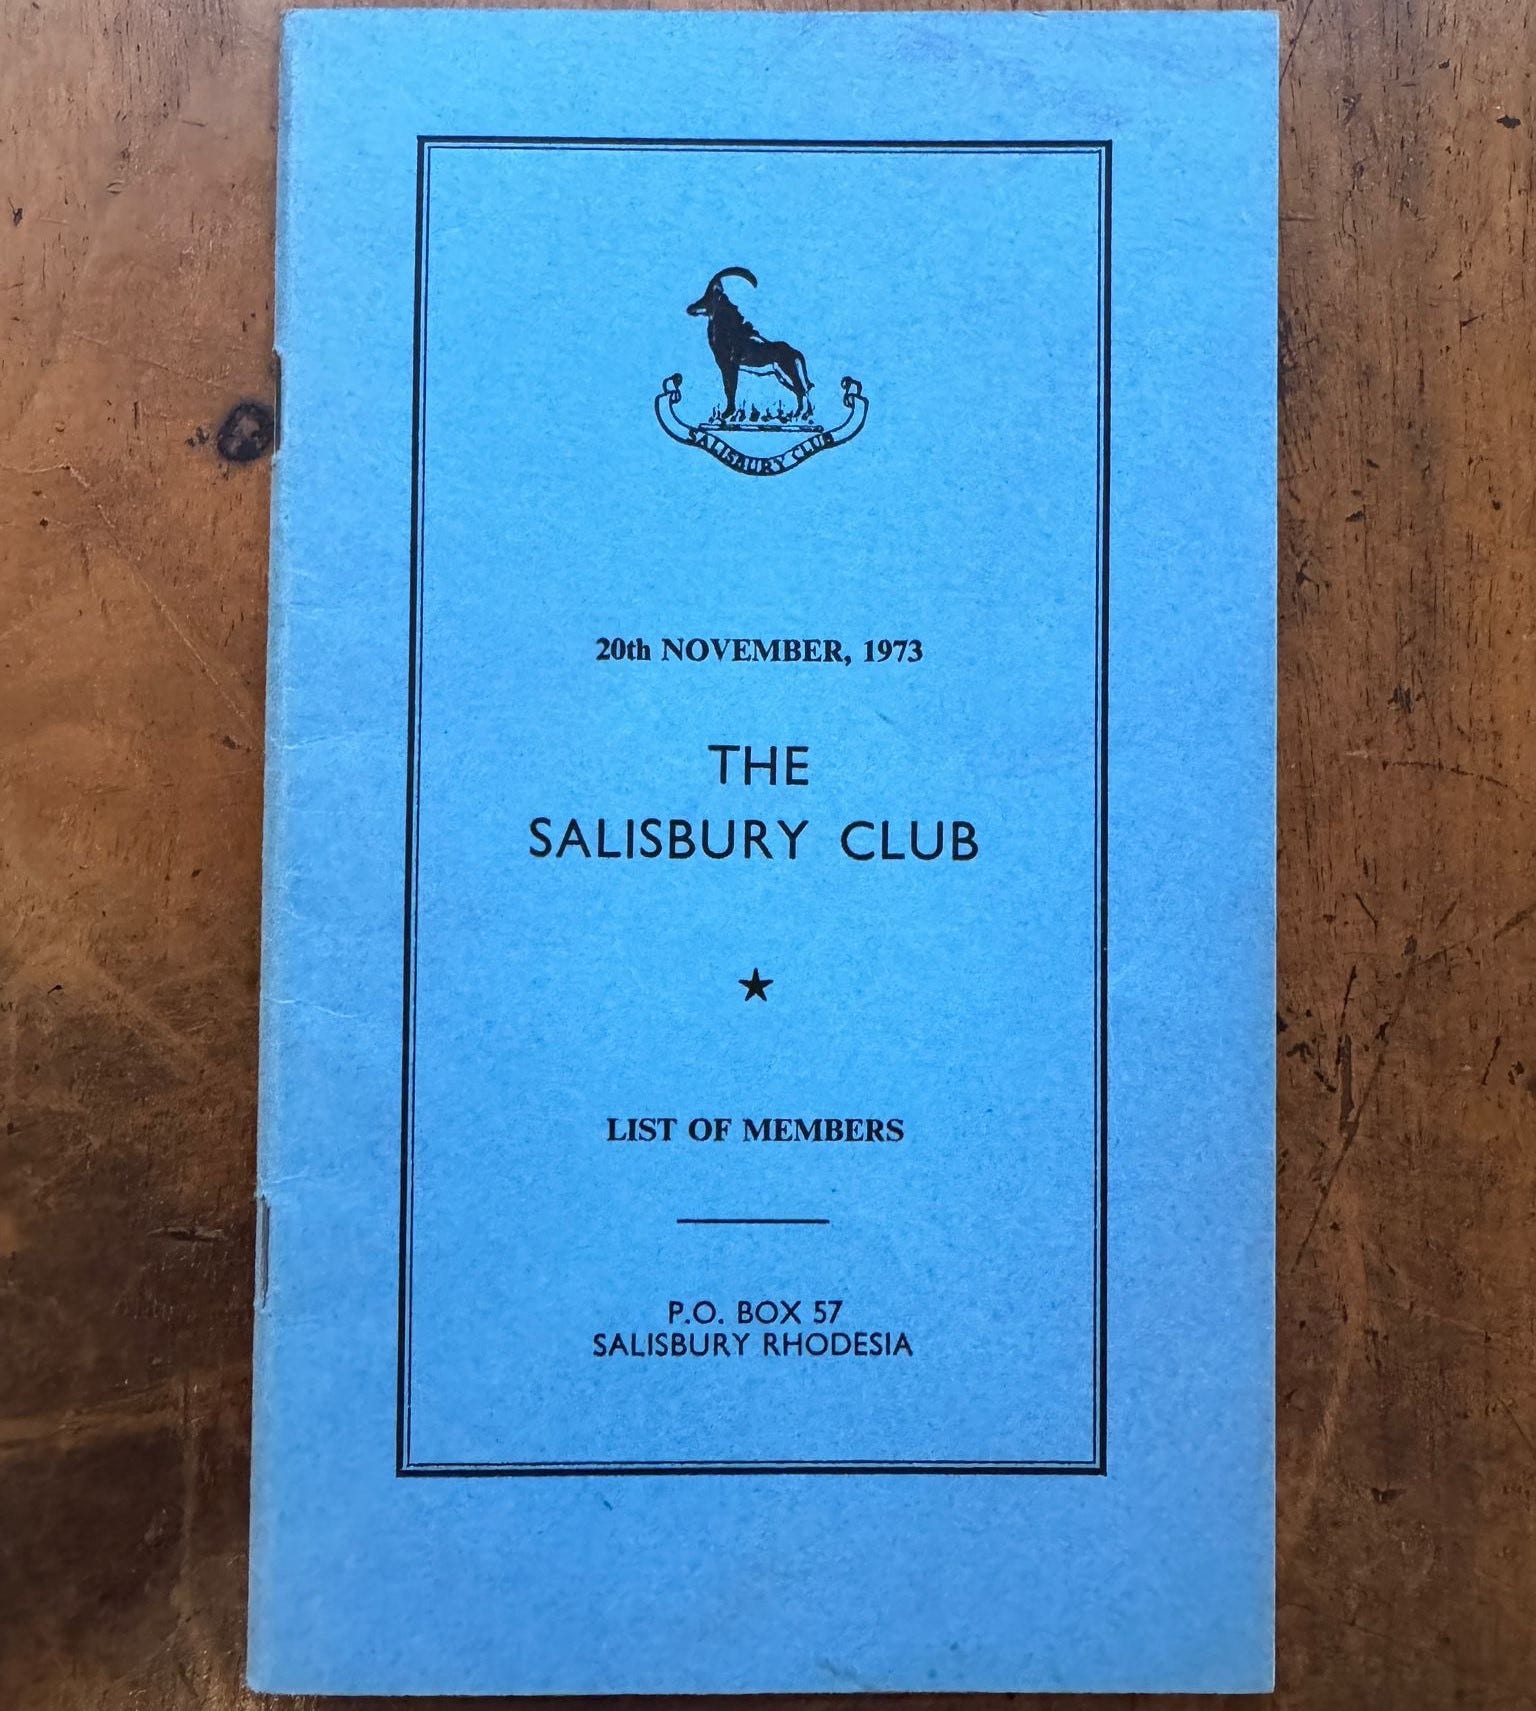 SALISBURY CLUB
20th NOVEMBER, 1973
THE
SALISBURY CLUB
LIST OF MEMBERS
P.O. BOX 57
SALISBURY RHODESIA